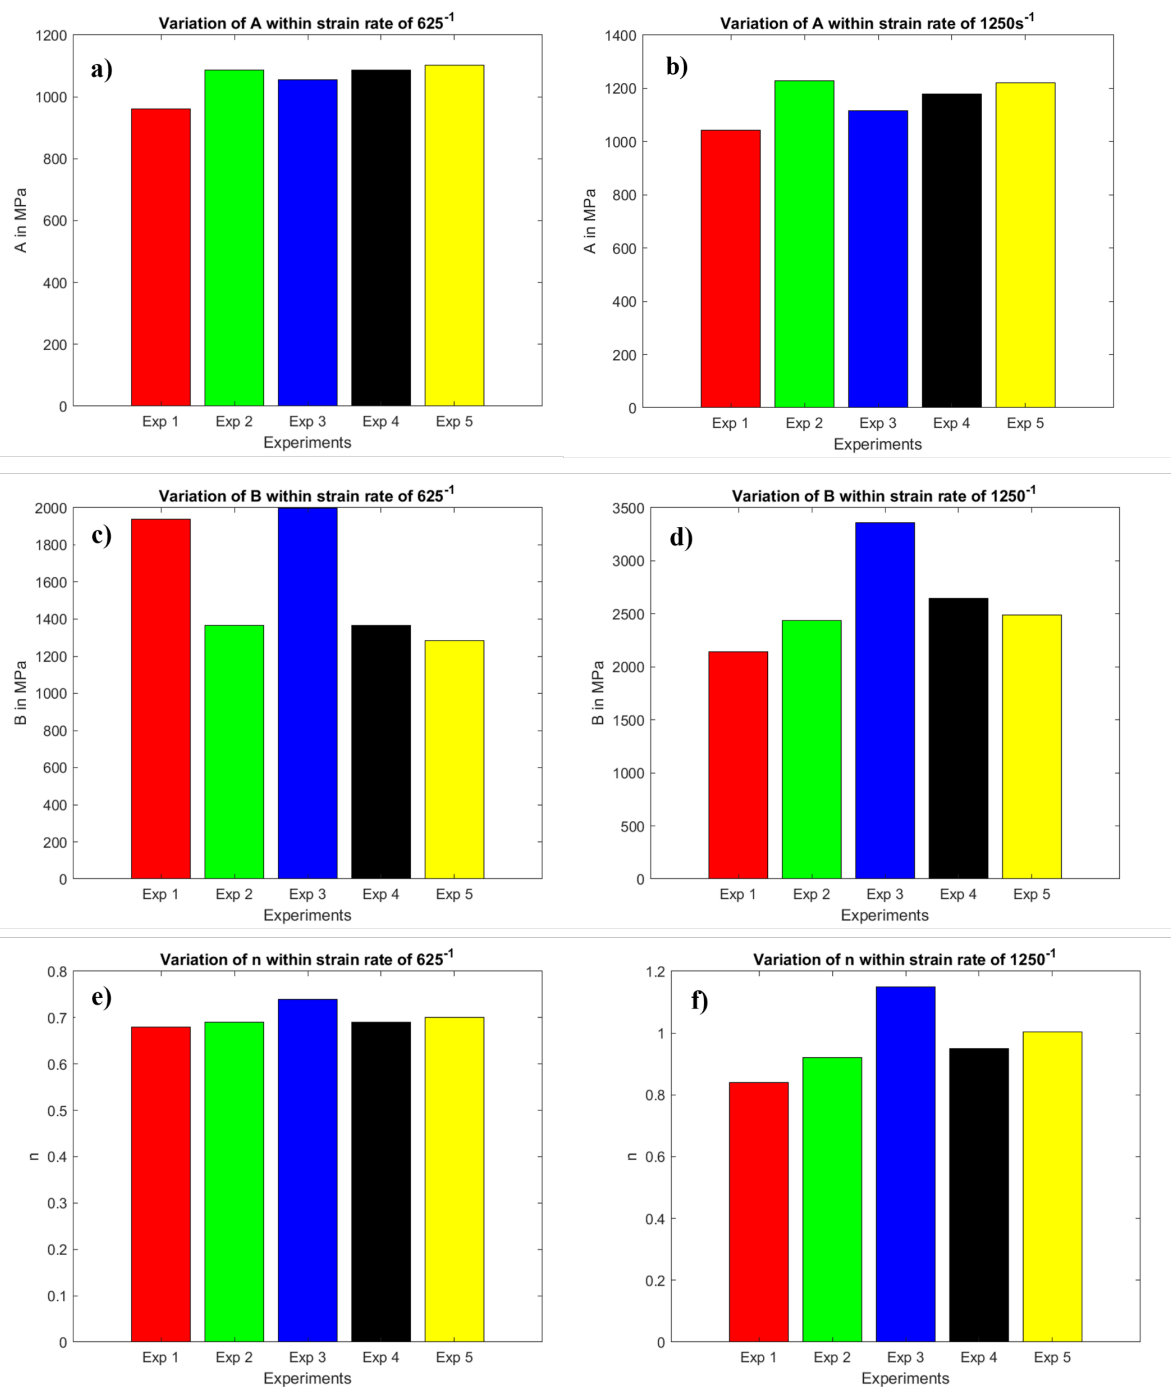 Variation of A within strain rate of 625⁻¹
a)
1200
1000
800
600
400
200
0
A in MPa
Exp 1 Exp 2 Exp 3 Exp 4 Exp 5
Experiments
Variation of A within strain rate of 1250s⁻¹
b)
1400
1200
1000
800
600
400
200
0
A in MPa
Exp 1 Exp 2 Exp 3 Exp 4 Exp 5
Experiments
Variation of B within strain rate of 625⁻¹
c)
2000
1800
1600
1400
1200
1000
800
600
400
200
0
B in MPa
Exp 1 Exp 2 Exp 3 Exp 4 Exp 5
Experiments
Variation of B within strain rate of 1250⁻¹
d)
3500
3000
2500
2000
1500
1000
500
0
B in MPa
Exp 1 Exp 2 Exp 3 Exp 4 Exp 5
Experiments
Variation of n within strain rate of 625⁻¹
e)
0.8
0.7
0.6
0.5
0.4
0.3
0.2
0.1
0
n
Exp 1 Exp 2 Exp 3 Exp 4 Exp 5
Experiments
Variation of n within strain rate of 1250⁻¹
f)
1.2
1
0.8
0.6
0.4
0.2
0
n
Exp 1 Exp 2 Exp 3 Exp 4 Exp 5
Experiments